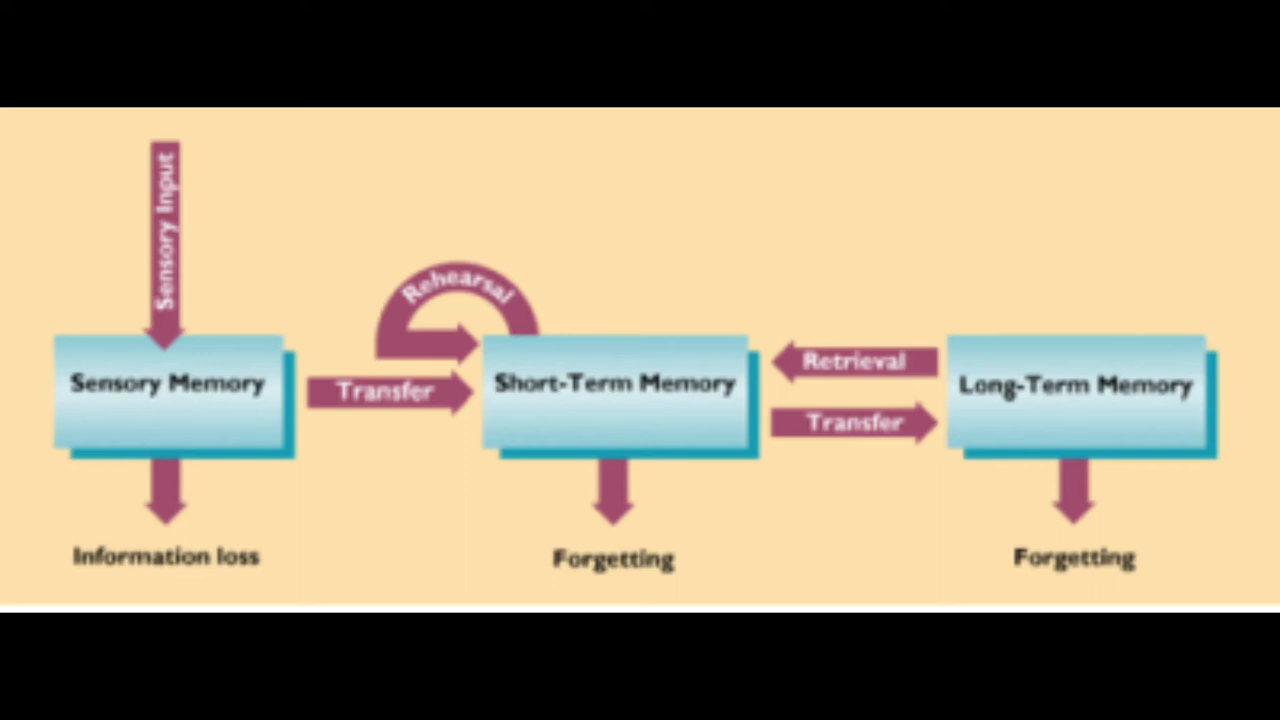 Sensory Input
Rehearsal
Sensory Memory
Transfer
Short-Term Memory
Retrieval
Transfer
Long-Term Memory
Information loss
Forgetting
Forgetting